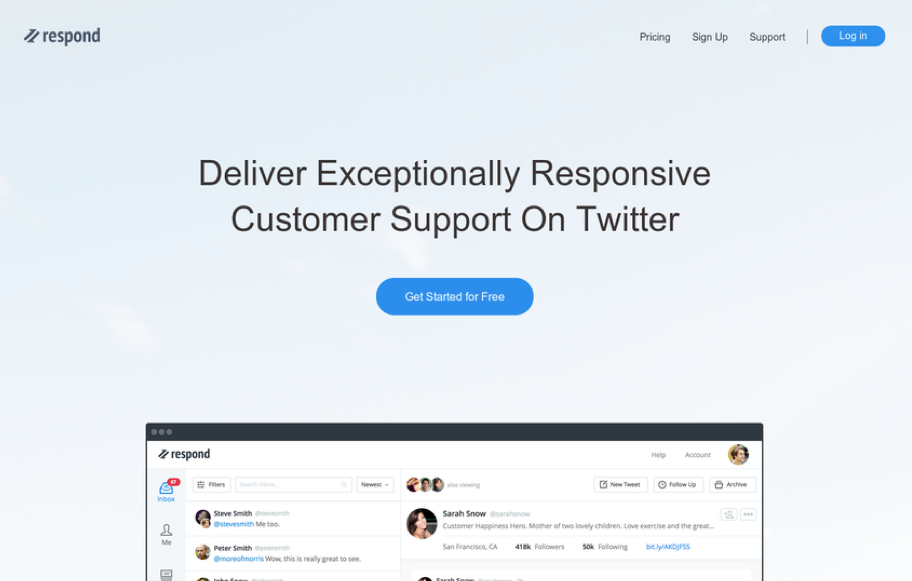 respond
Pricing Sign Up Support | Log in
Deliver Exceptionally Responsive
Customer Support On Twitter
Get Started for Free
respond
Help Account
67
Inbox
Filters Search inbox... Newest
also viewing New Tweet Follow Up Archive
Steve Smith @stevesmith
@stevesmith Me too.
Sarah Snow @sarahsnow
Customer Happiness Hero. Mother of two lovely children. Love exercise and the great...
Me
Peter Smith @petersmith
@moreofmorris Wow, this is really great to see.
San Francisco, CA 418k Followers 50k Following bit.ly/AKDJFSS